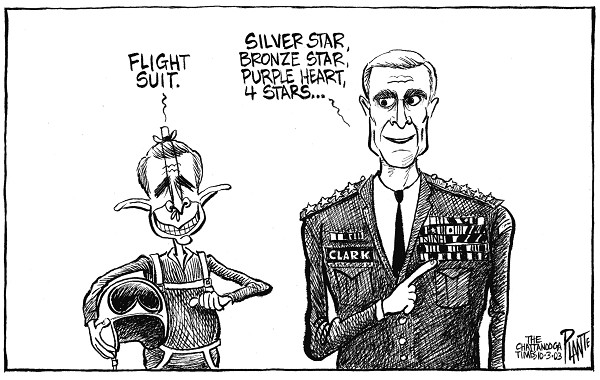 FLIGHT
SUIT.
SILVER STAR,
BRONZE STAR,
PURPLE HEART,
4 STARS...
CLARK
THE
CHATTANOOGA
TIMES 10-3-03
PLANTE